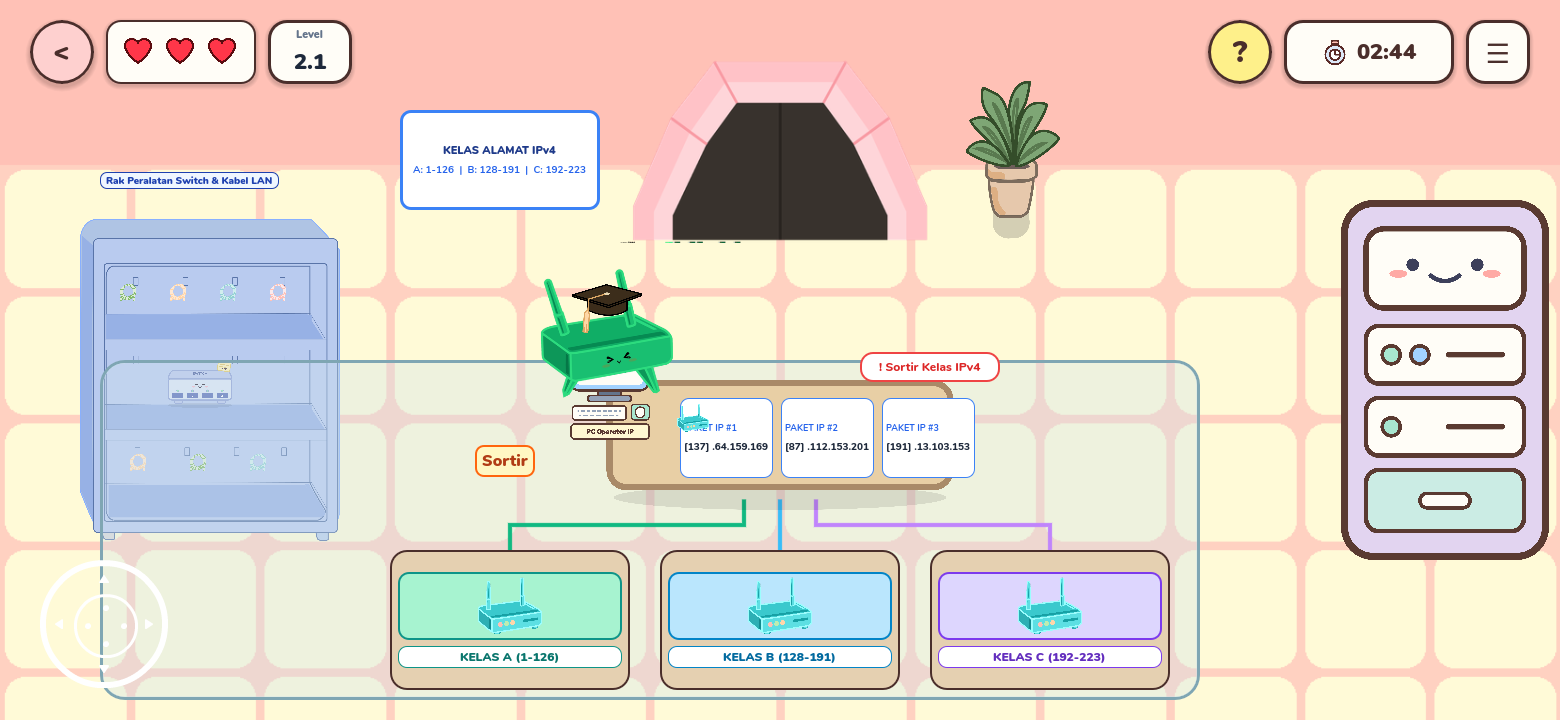 <
Level
2.1
?
02:44
☰
KELAS ALAMAT IPv4
A: 1-126 | B: 128-191 | C: 192-223
Rak Peralatan Switch & Kabel LAN
! Sortir Kelas IPv4
PC Operator IP
KET IP #1
[137] .64.159.169
PAKET IP #2
[87] .112.153.201
PAKET IP #3
[191] .13.103.153
Sortir
KELAS A (1-126)
KELAS B (128-191)
KELAS C (192-223)